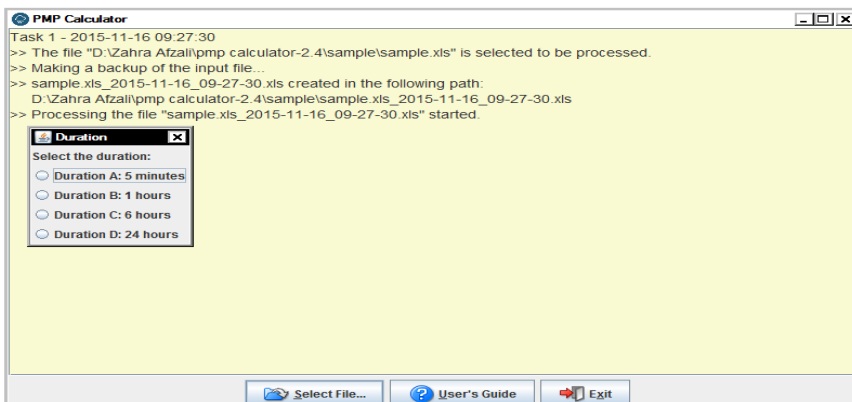 PMP Calculator
Task 1 - 2015-11-16 09:27:30
>> The file "D:\Zahra Afzali\pmp calculator-2.4\sample\sample.xls" is selected to be processed.
>> Making a backup of the input file...
>> sample.xls_2015-11-16_09-27-30.xls created in the following path:
D:\Zahra Afzali\pmp calculator-2.4\sample\sample.xls_2015-11-16_09-27-30.xls
>> Processing the file "sample.xls_2015-11-16_09-27-30.xls" started.
Duration
Select the duration:
Duration A: 5 minutes
Duration B: 1 hours
Duration C: 6 hours
Duration D: 24 hours
Select File...
User's Guide
Exit